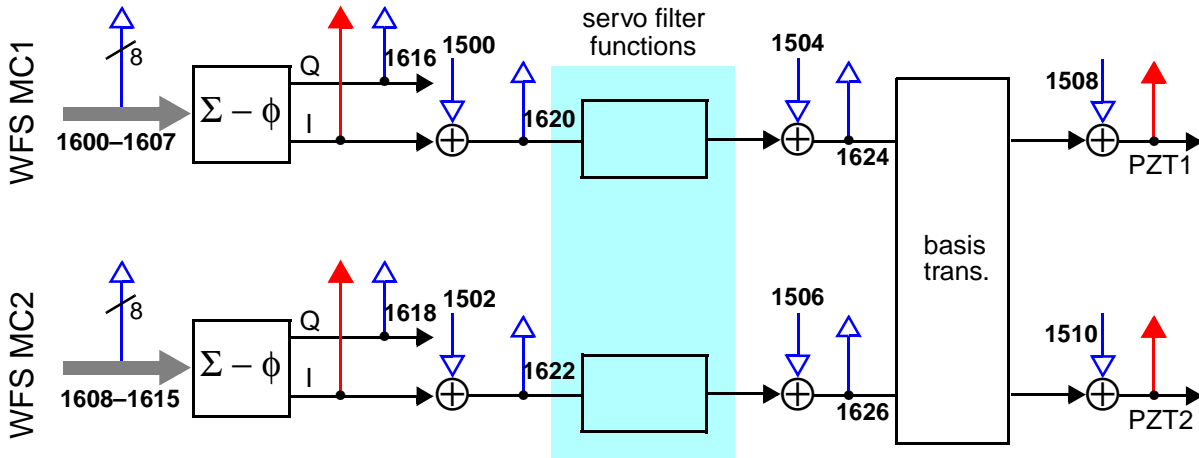 servo filter
functions
WFS MC1
8
1600–1607
Σ – ϕ
Q
I
1616
1500
1620
1504
1624
1508
PZT1
basis
trans.
WFS MC2
8
1608–1615
Σ – ϕ
Q
I
1618
1502
1622
1506
1626
1510
PZT2